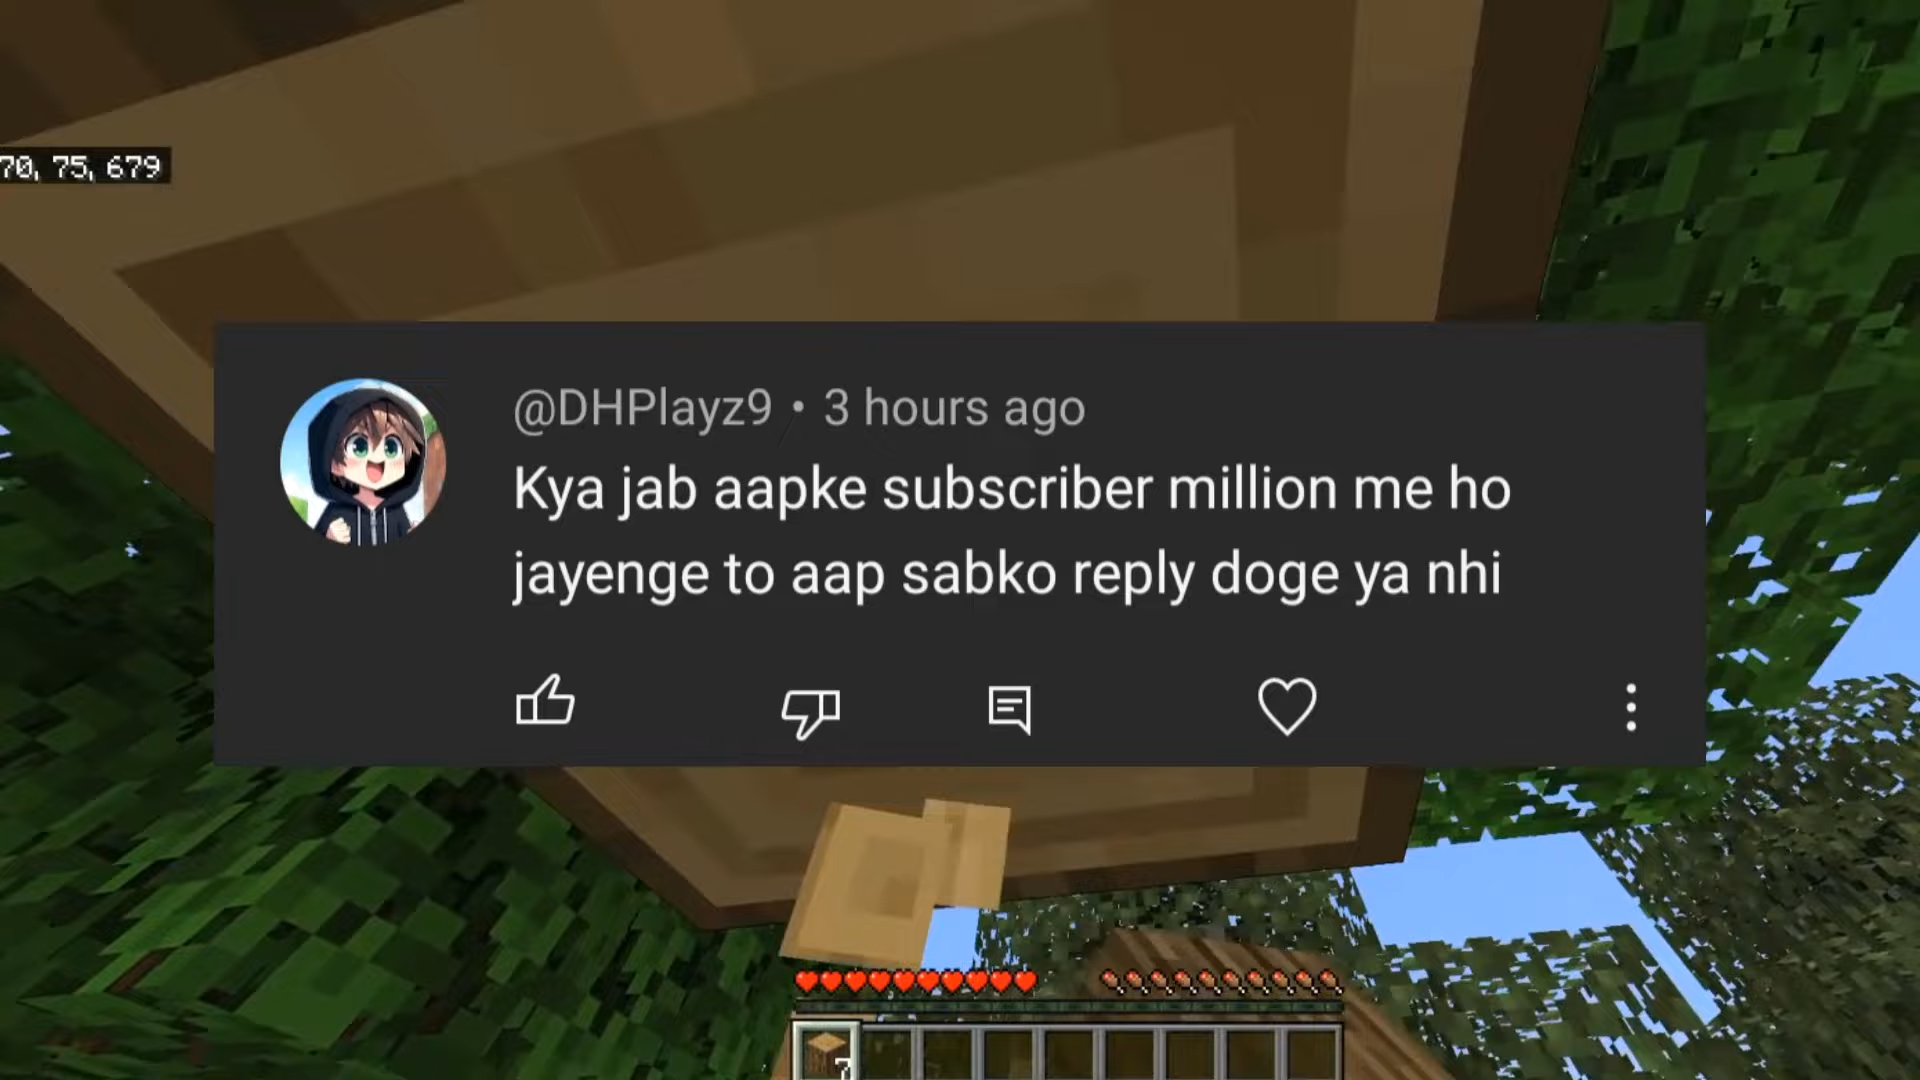 70, 75, 679
@DHPlayz9 • 3 hours ago
Kya jab aapke subscriber million me ho
jayenge to aap sabko reply doge ya nhi
7